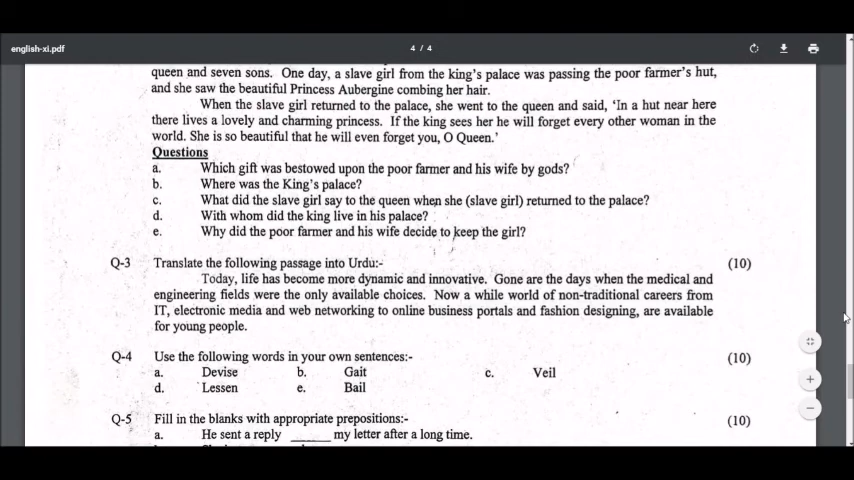 english-xi.pdf
4 / 4
queen and seven sons. One day, a slave girl from the king's palace was passing the poor farmer's hut,
and she saw the beautiful Princess Aubergine combing her hair.
When the slave girl returned to the palace, she went to the queen and said, 'In a hut near here
there lives a lovely and charming princess. If the king sees her he will forget every other woman in the
world. She is so beautiful that he will even forget you, O Queen.'
Questions
a. Which gift was bestowed upon the poor farmer and his wife by gods?
b. Where was the King's palace?
c. What did the slave girl say to the queen when she (slave girl) returned to the palace?
d. With whom did the king live in his palace?
e. Why did the poor farmer and his wife decide to keep the girl?
Q-3 Translate the following passage into Urdu:- (10)
Today, life has become more dynamic and innovative. Gone are the days when the medical and
engineering fields were the only available choices. Now a while world of non-traditional careers from
IT, electronic media and web networking to online business portals and fashion designing, are available
for young people.
Q-4 Use the following words in your own sentences:- (10)
a. Devise b. Gait c. Veil
d. Lessen e. Bail
Q-5 Fill in the blanks with appropriate prepositions:- (10)
a. He sent a reply ______ my letter after a long time.